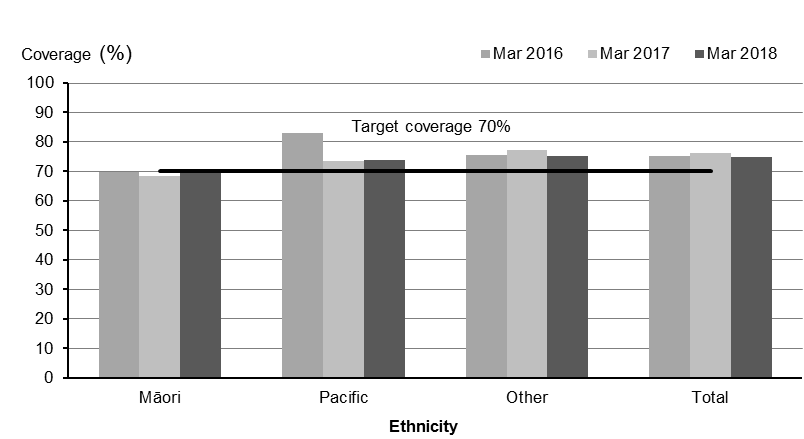 Coverage (%)
Mar 2016 Mar 2017 Mar 2018
100
90
Target coverage 70%
80
70
60
50
40
30
20
10
0
Māori Pacific Other Total
Ethnicity